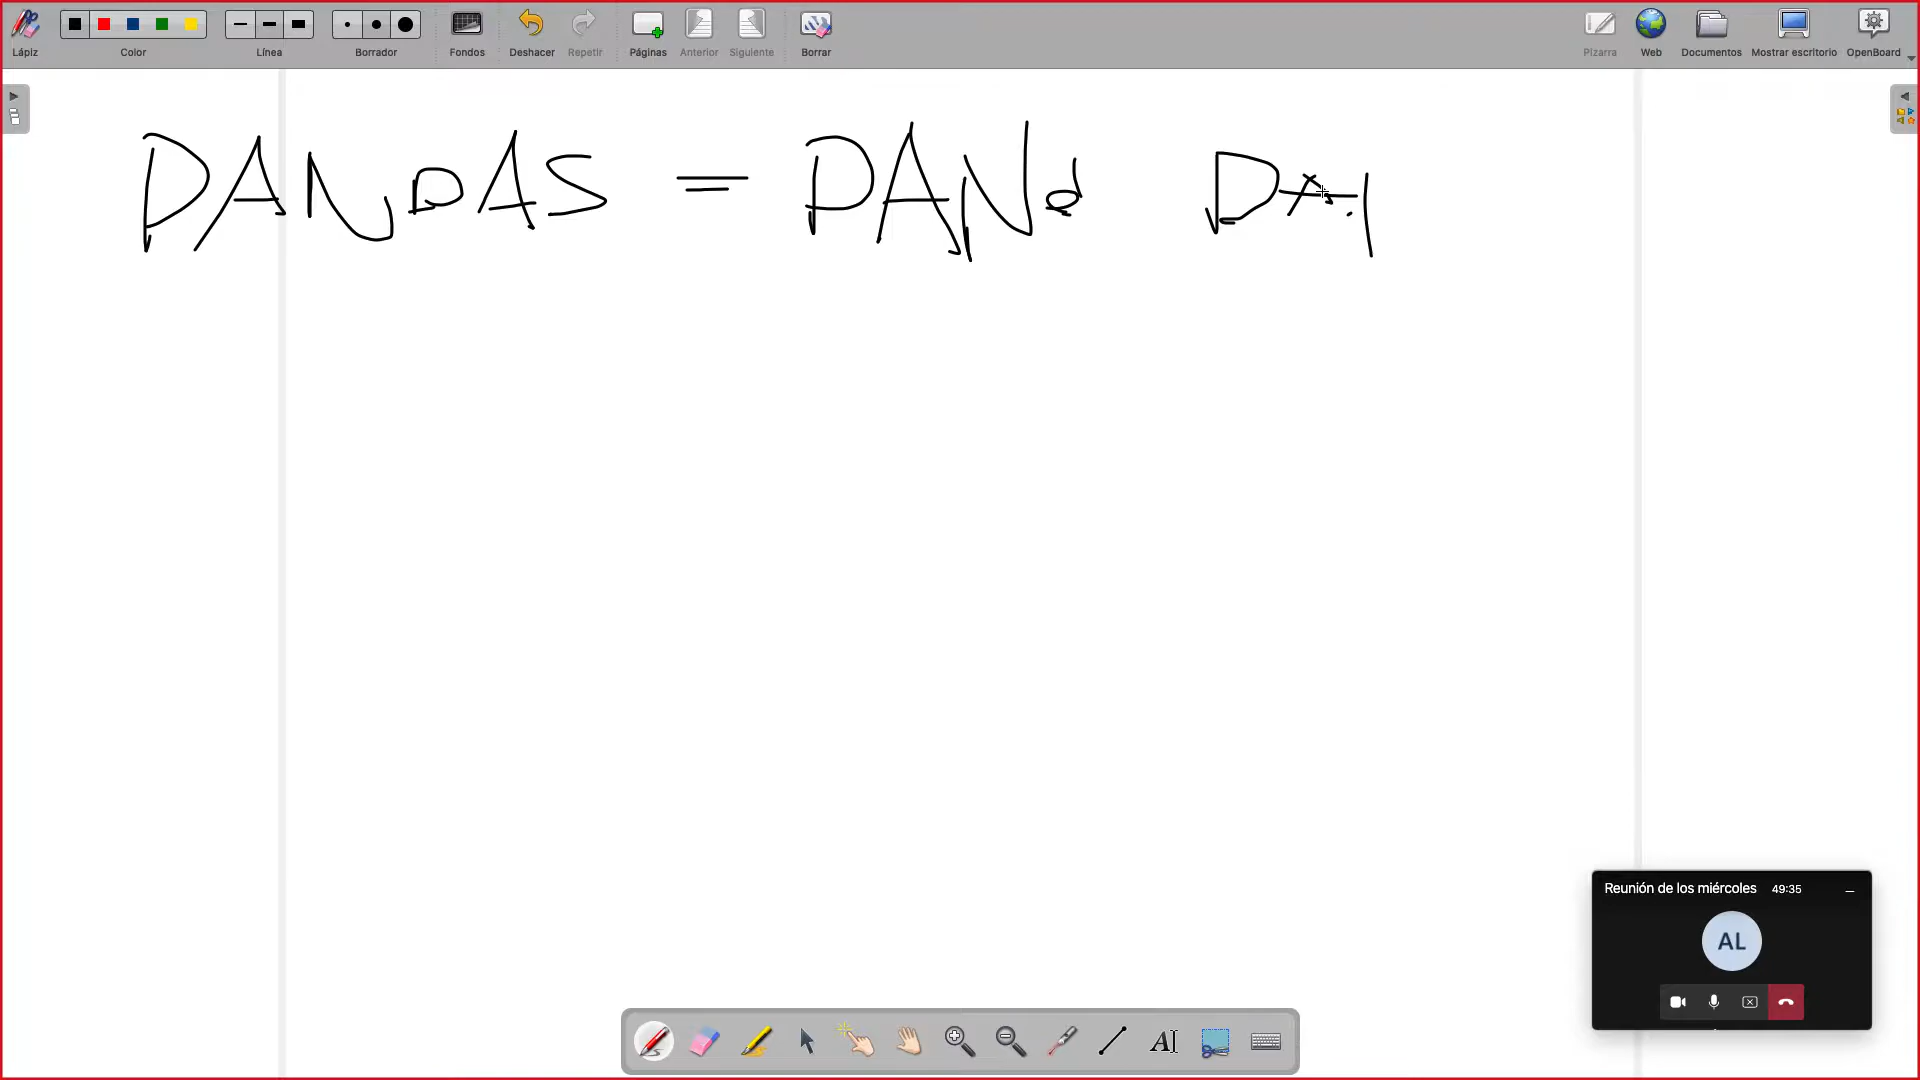 Lápiz Color Línea Borrador Fondos Deshacer Repetir Páginas Anterior Siguiente Borrar Pizarra Web Documentos Mostrar escritorio OpenBoard
PANDAS = PANd
Reunión de los miércoles 49:35
AL
AI